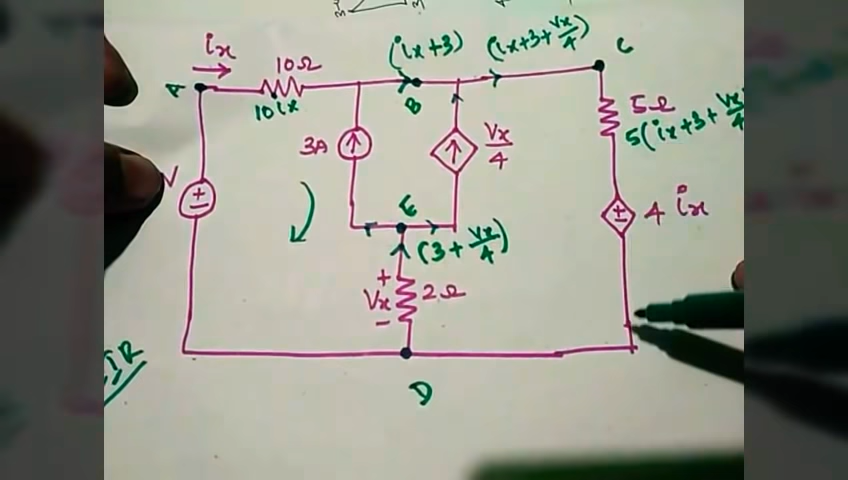 ix
10Ω
(ix+3)
(ix+3+Vx/4)
C
A
10ix
B
5Ω
3A
Vx/4
5(ix+3+Vx/4
V
E
4 ix
(3+Vx/4)
+
Vx
2Ω
-
D